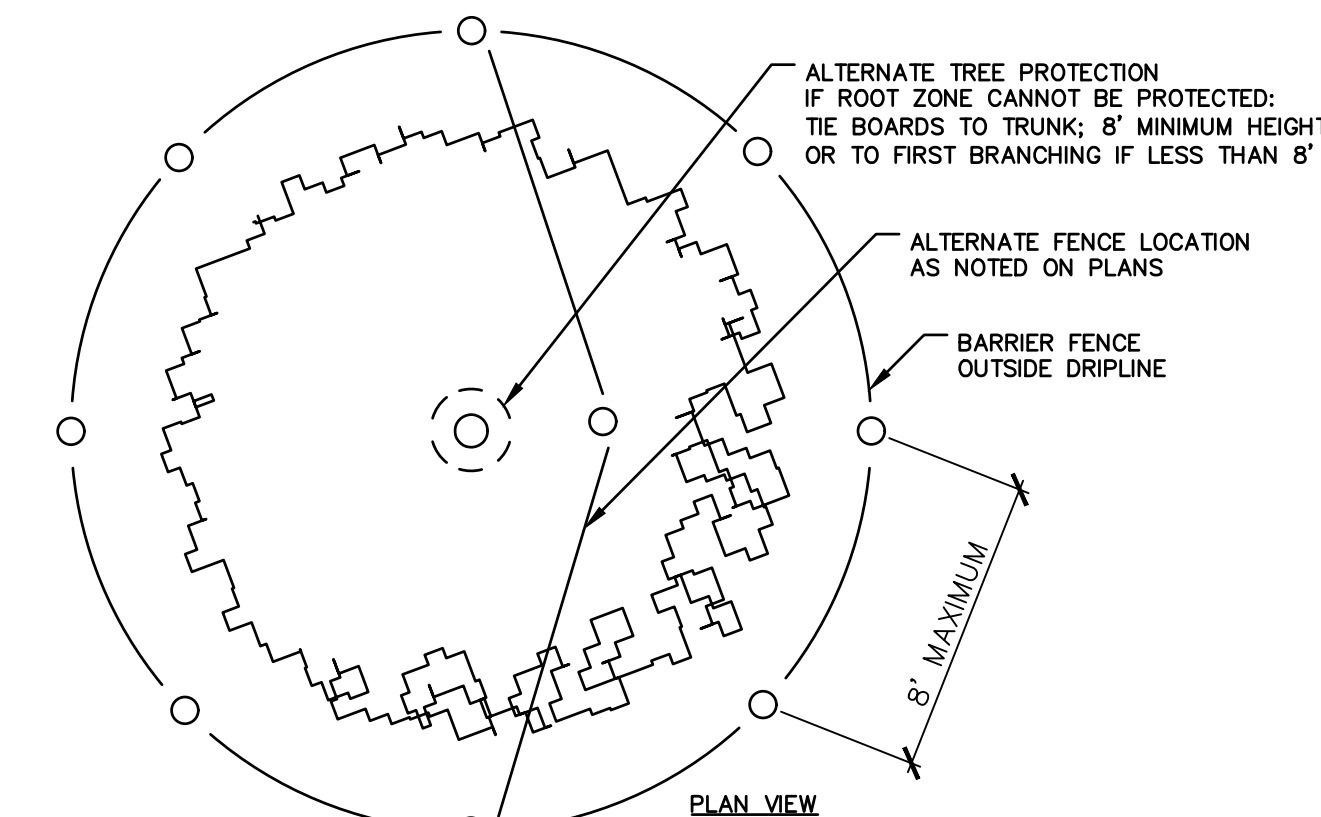 ALTERNATE TREE PROTECTION
IF ROOT ZONE CANNOT BE PROTECTED:
TIE BOARDS TO TRUNK; 8' MINIMUM HEIGHT
OR TO FIRST BRANCHING IF LESS THAN 8'
ALTERNATE FENCE LOCATION
AS NOTED ON PLANS
BARRIER FENCE
OUTSIDE DRIPLINE
8' MAXIMUM
PLAN VIEW